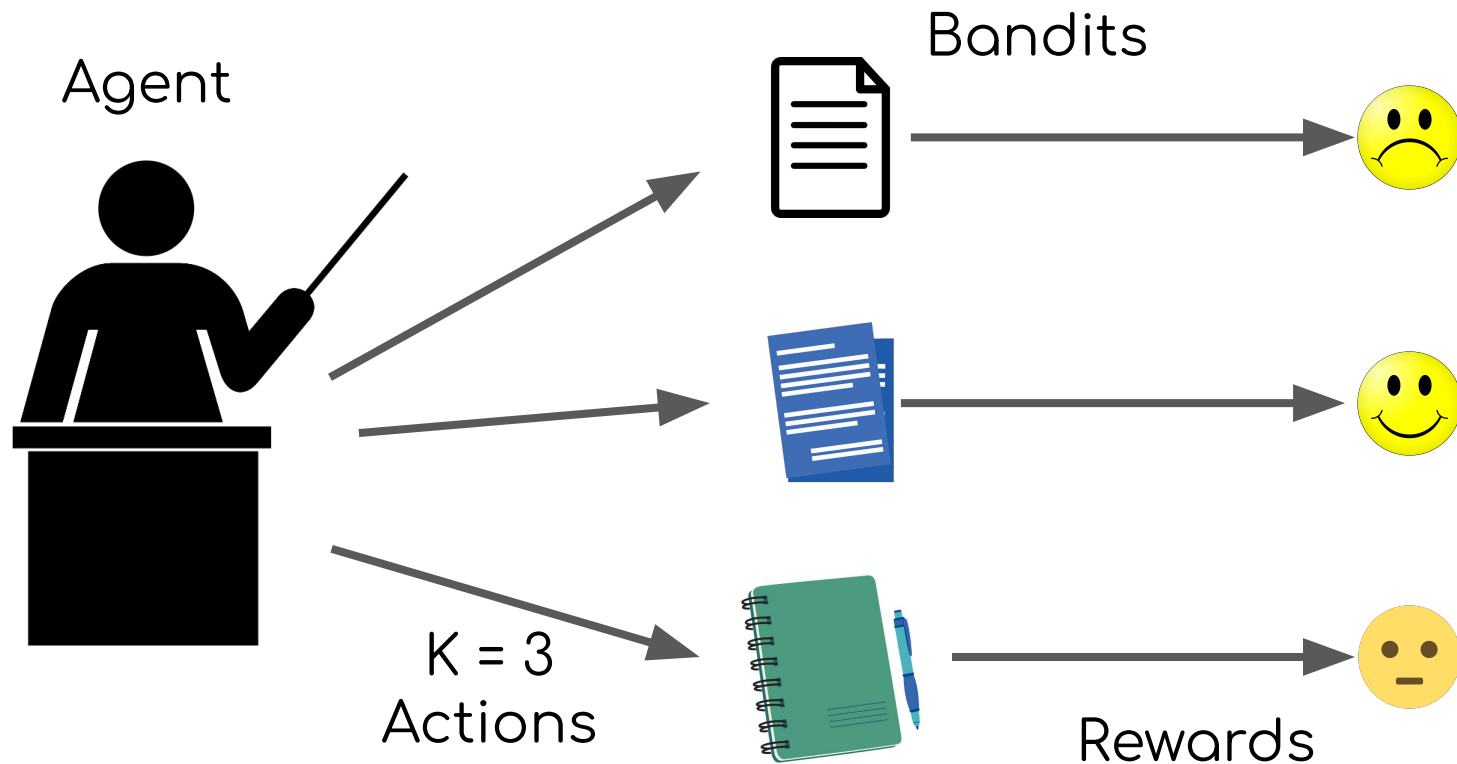 Agent
Bandits
K = 3
Actions
Rewards